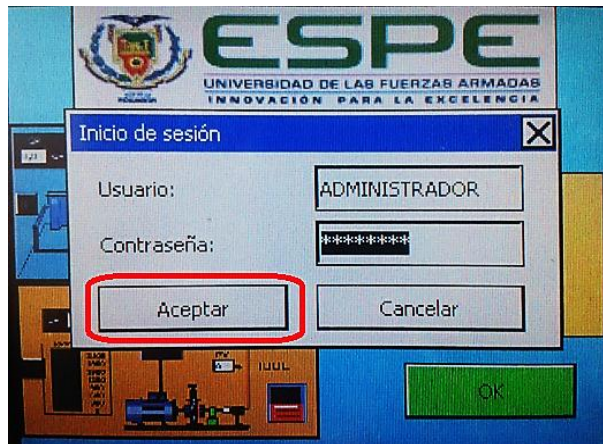 ESPE
UNIVERSIDAD DE LAS FUERZAS ARMADAS
INNOVACIÓN PARA LA EXCELENCIA
Inicio de sesión
Usuario:
ADMINISTRADOR
Contraseña:
********
Aceptar
Cancelar
OK